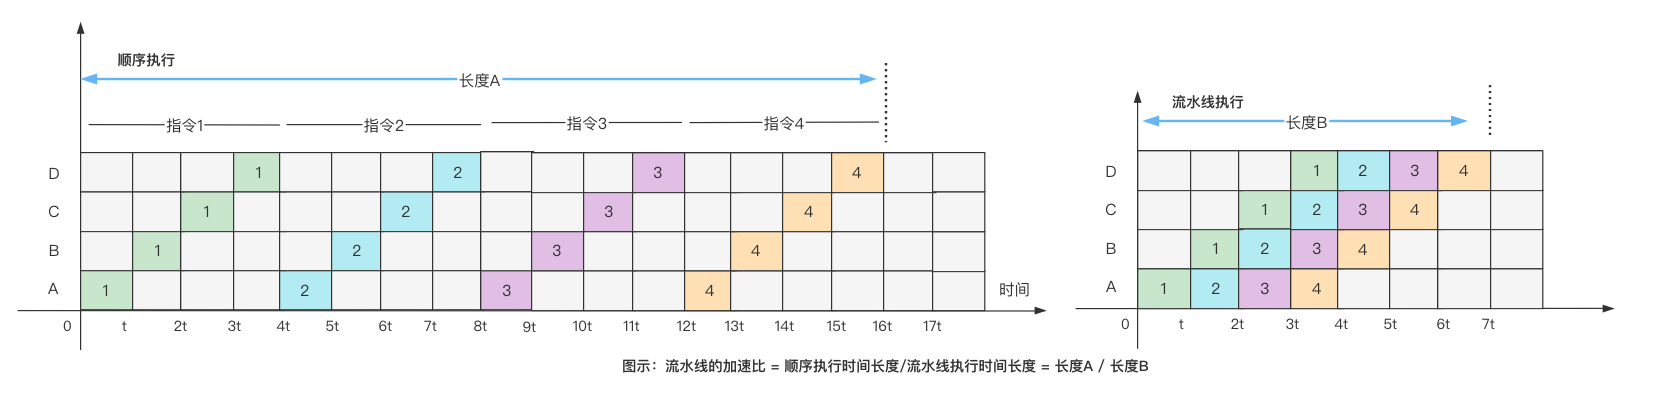 顺序执行
长度A
指令1 指令2 指令3 指令4
D 1 2 3 4
C 1 2 3 4
B 1 2 3 4
A 1 2 3 4
时间
0 t 2t 3t 4t 5t 6t 7t 8t 9t 10t 11t 12t 13t 14t 15t 16t 17t
流水线执行
长度B
D 1 2 3 4
C 1 2 3 4
B 1 2 3 4
A 1 2 3 4
0 t 2t 3t 4t 5t 6t 7t
图示：流水线的加速比 = 顺序执行时间长度/流水线执行时间长度 = 长度A / 长度B